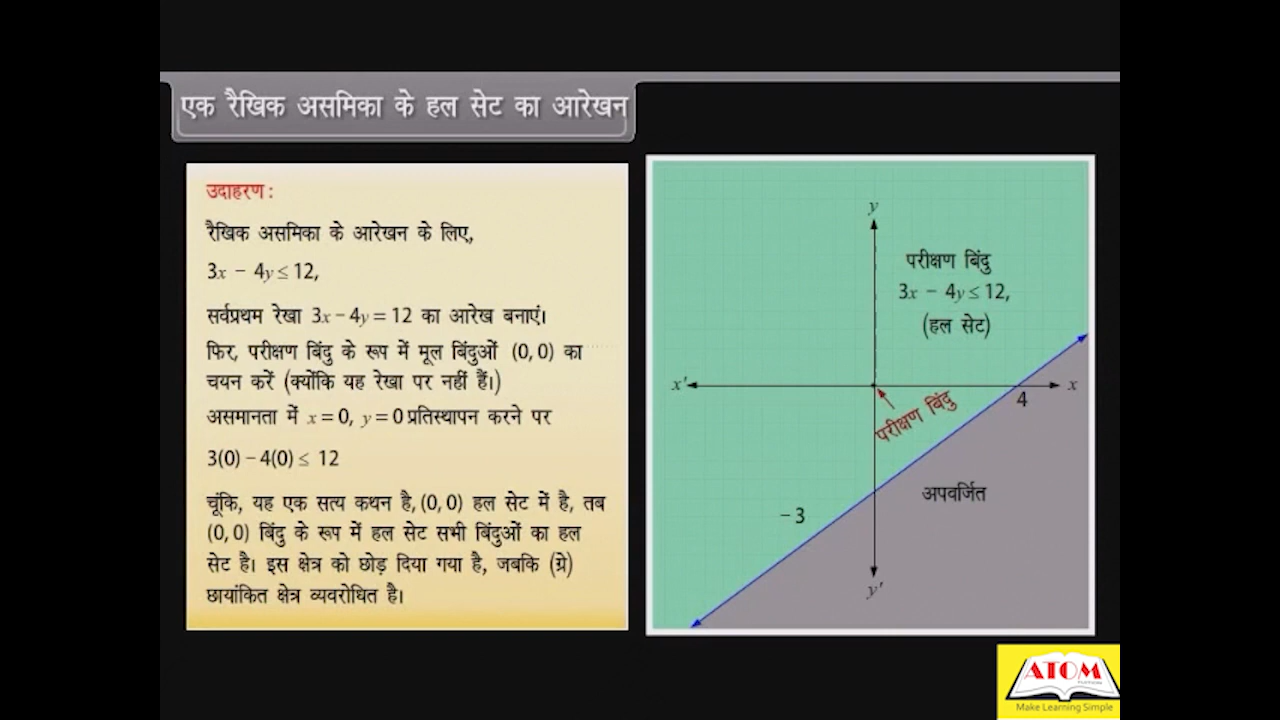 एक रैखिक असमिका के हल सेट का आरेखन
उदाहरण:
रैखिक असमिका के आरेखन के लिए,
3x − 4y ≤ 12,
सर्वप्रथम रेखा 3x − 4y = 12 का आरेख बनाएं।
फिर, परीक्षण बिंदु के रूप में मूल बिंदुओं (0, 0) का
चयन करें (क्योंकि यह रेखा पर नहीं हैं।)
असमानता में x = 0, y = 0 प्रतिस्थापन करने पर
3(0) − 4(0) ≤ 12
चूंकि, यह एक सत्य कथन है, (0, 0) हल सेट में है, तब
(0, 0) बिंदु के रूप में हल सेट सभी बिंदुओं का हल
सेट है। इस क्षेत्र को छोड़ दिया गया है, जबकि (ग्रे)
छायांकित क्षेत्र व्यवरोधित है।
y
परीक्षण बिंदु
3x − 4y ≤ 12,
(हल सेट)
x'
x
4
परीक्षण बिंदु
अपवर्जित
−3
y'
ATOM
Make Learning Simple